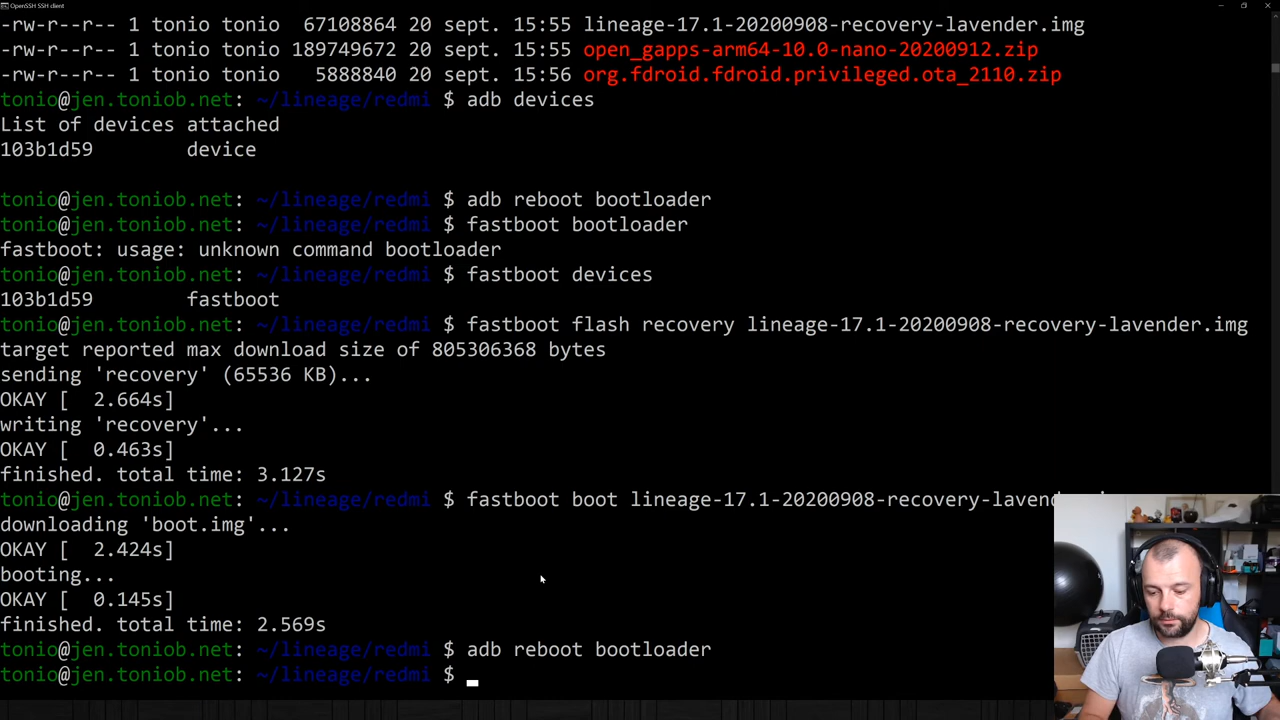 OpenSSH SSH client
-rw-r--r-- 1 tonio tonio  67108864 20 sept. 15:55 lineage-17.1-20200908-recovery-lavender.img
-rw-r--r-- 1 tonio tonio 189749672 20 sept. 15:55 open_gapps-arm64-10.0-nano-20200912.zip
-rw-r--r-- 1 tonio tonio   5888840 20 sept. 15:56 org.fdroid.fdroid.privileged.ota_2110.zip
tonio@jen.toniob.net: ~/lineage/redmi $ adb devices
List of devices attached
103b1d59        device
tonio@jen.toniob.net: ~/lineage/redmi $ adb reboot bootloader
tonio@jen.toniob.net: ~/lineage/redmi $ fastboot bootloader
fastboot: usage: unknown command bootloader
tonio@jen.toniob.net: ~/lineage/redmi $ fastboot devices
103b1d59        fastboot
tonio@jen.toniob.net: ~/lineage/redmi $ fastboot flash recovery lineage-17.1-20200908-recovery-lavender.img
target reported max download size of 805306368 bytes
sending 'recovery' (65536 KB)...
OKAY [  2.664s]
writing 'recovery'...
OKAY [  0.463s]
finished. total time: 3.127s
tonio@jen.toniob.net: ~/lineage/redmi $ fastboot boot lineage-17.1-20200908-recovery-lavend
downloading 'boot.img'...
OKAY [  2.424s]
booting...
OKAY [  0.145s]
finished. total time: 2.569s
tonio@jen.toniob.net: ~/lineage/redmi $ adb reboot bootloader
tonio@jen.toniob.net: ~/lineage/redmi $